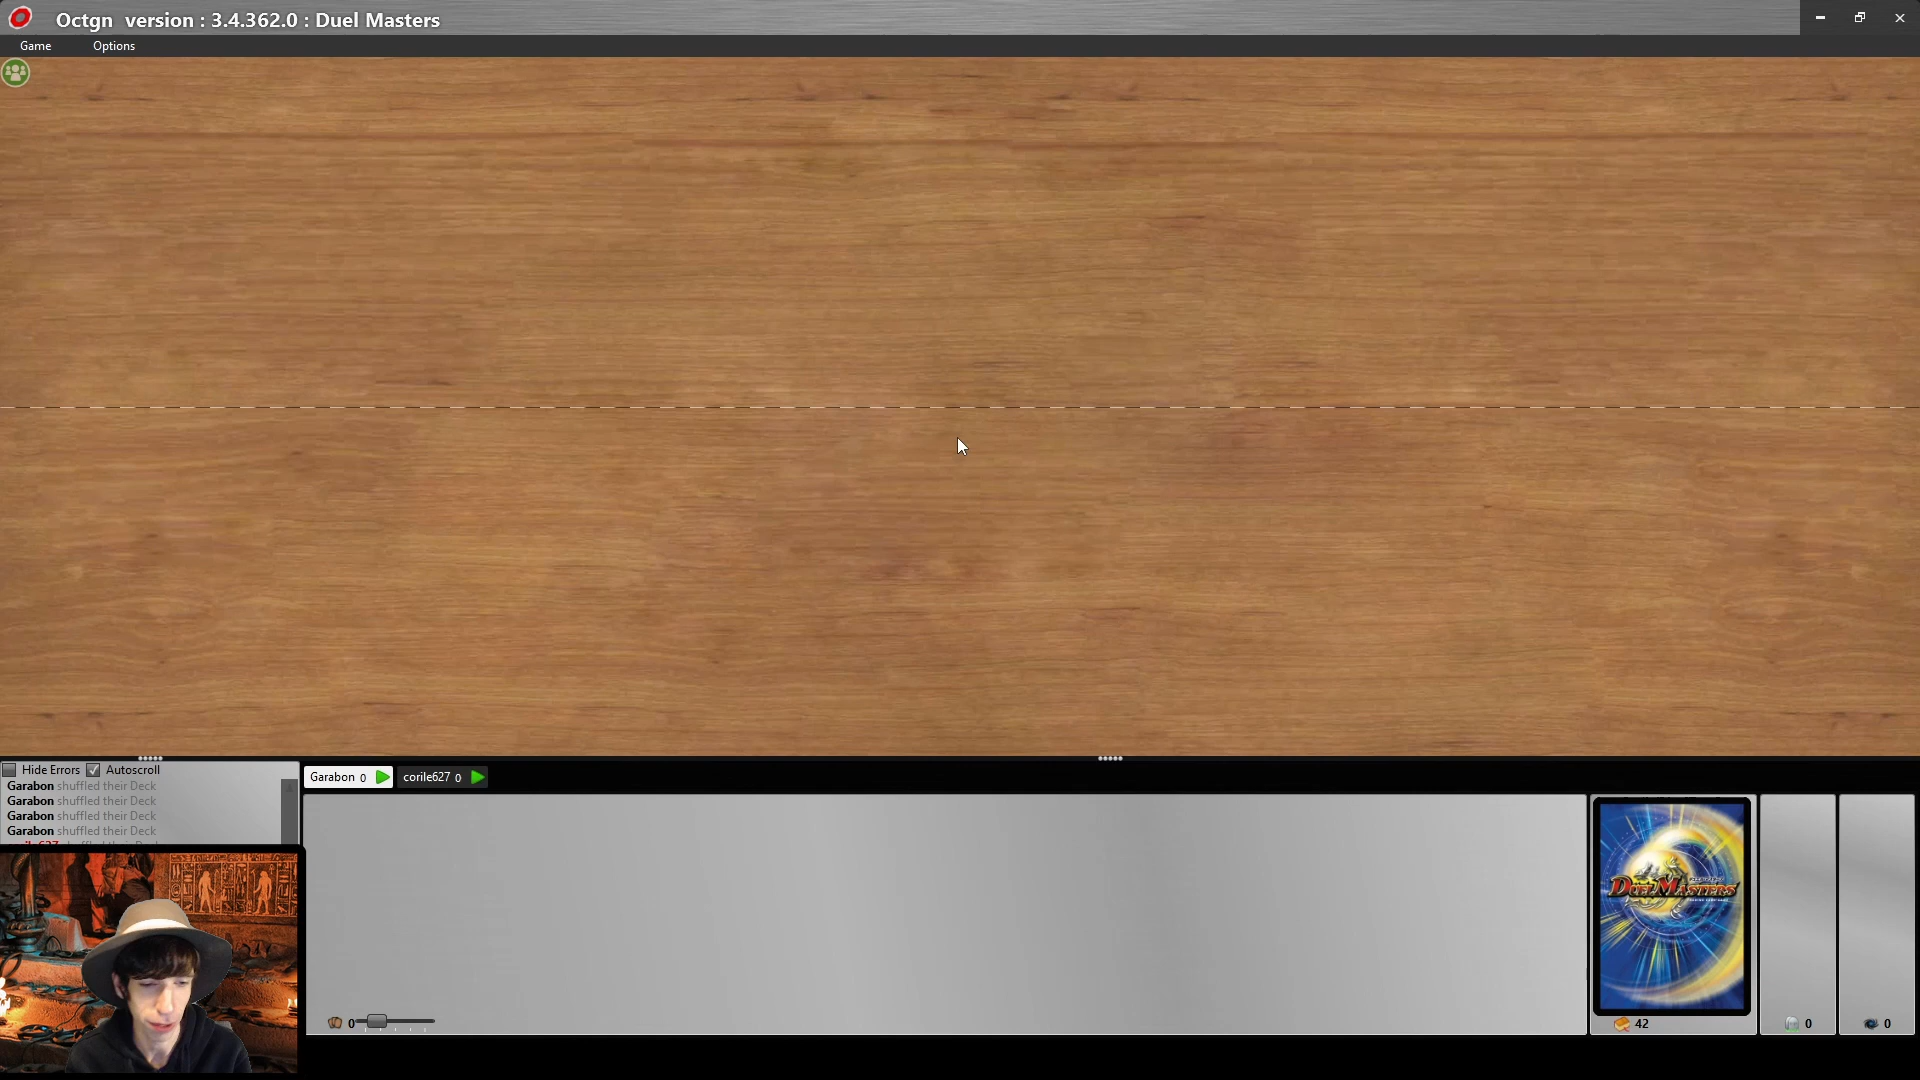 Octgn version : 3.4.362.0 : Duel Masters
Game Options
Hide Errors Autoscroll
Garabon shuffled their Deck
Garabon shuffled their Deck
Garabon shuffled their Deck
Garabon shuffled their Deck
Garabon 0 corile627 0
DUEL MASTERS
0
42
0
0